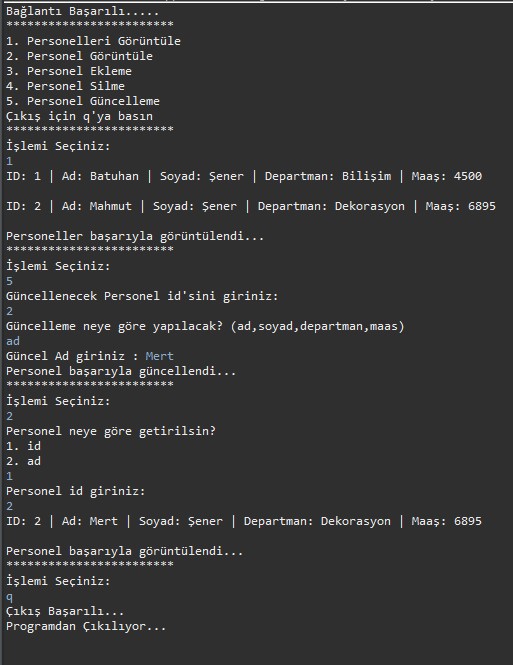 Bağlantı Başarılı.....
************************
1. Personelleri Görüntüle
2. Personel Görüntüle
3. Personel Ekleme
4. Personel Silme
5. Personel Güncelleme
Çıkış için q'ya basın
************************
İşlemi Seçiniz:
1
ID: 1 | Ad: Batuhan | Soyad: Şener | Departman: Bilişim | Maaş: 4500
ID: 2 | Ad: Mahmut | Soyad: Şener | Departman: Dekorasyon | Maaş: 6895
Personeller başarıyla görüntülendi...
************************
İşlemi Seçiniz:
5
Güncellenecek Personel id'sini giriniz:
2
Güncelleme neye göre yapılacak? (ad,soyad,departman,maas)
ad
Güncel Ad giriniz : Mert
Personel başarıyla güncellendi...
************************
İşlemi Seçiniz:
2
Personel neye göre getirilsin?
1. id
2. ad
1
Personel id giriniz:
2
ID: 2 | Ad: Mert | Soyad: Şener | Departman: Dekorasyon | Maaş: 6895
Personel başarıyla görüntülendi...
************************
İşlemi Seçiniz:
q
Çıkış Başarılı...
Programdan Çıkılıyor...